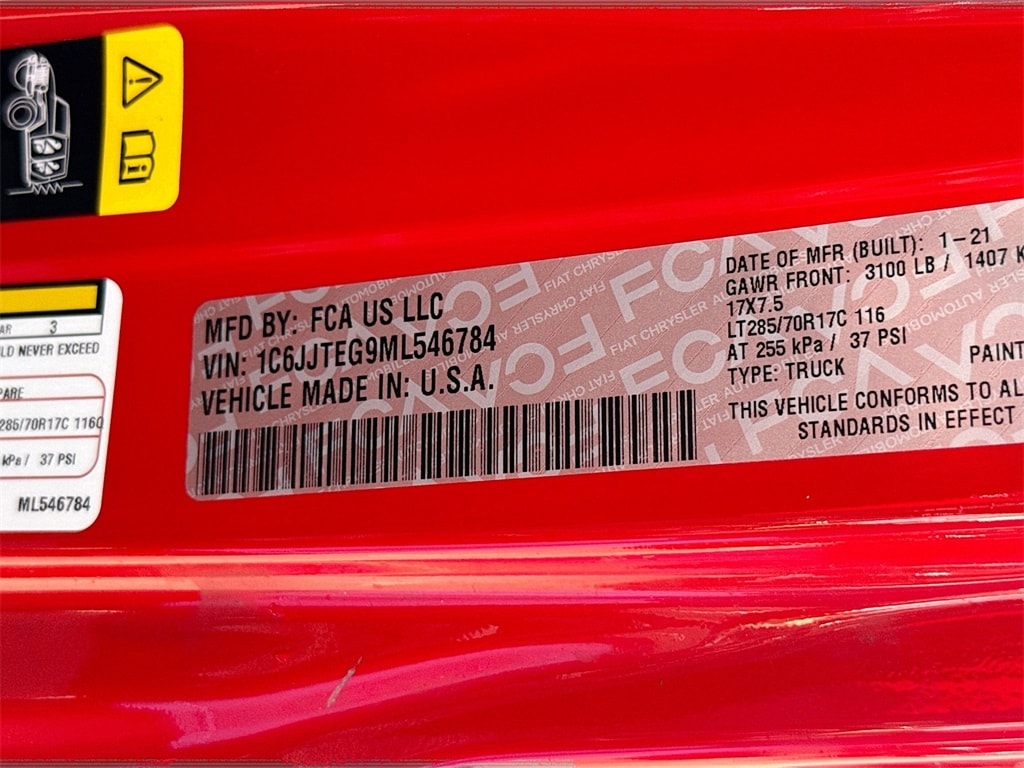 AR 3
LD NEVER EXCEED
PARE
285/70R17C 116Q
kPa / 37 PSI
ML546784
MFD BY: FCA US LLC
VIN: 1C6JJTEG9ML546784
VEHICLE MADE IN: U.S.A.
DATE OF MFR (BUILT): 1-21
GAWR FRONT: 3100 LB / 1407 K
17X7.5
LT285/70R17C 116
AT 255 kPa / 37 PSI
TYPE: TRUCK
PAINT
THIS VEHICLE CONFORMS TO AL
STANDARDS IN EFFECT